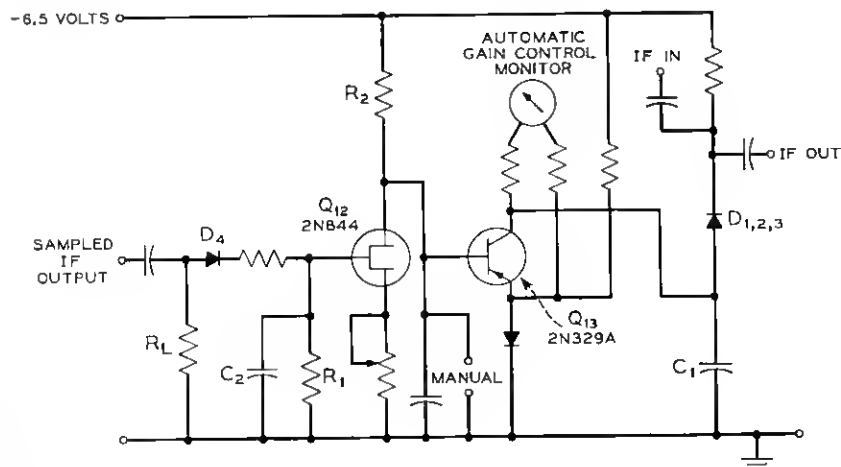 -6.5 VOLTS
AUTOMATIC
GAIN CONTROL
MONITOR
IF IN
R2
IF OUT
Q12
2N844
D1,2,3
SAMPLED
IF
OUTPUT
D4
Q13
2N329A
RL
C2
R1
MANUAL
C1